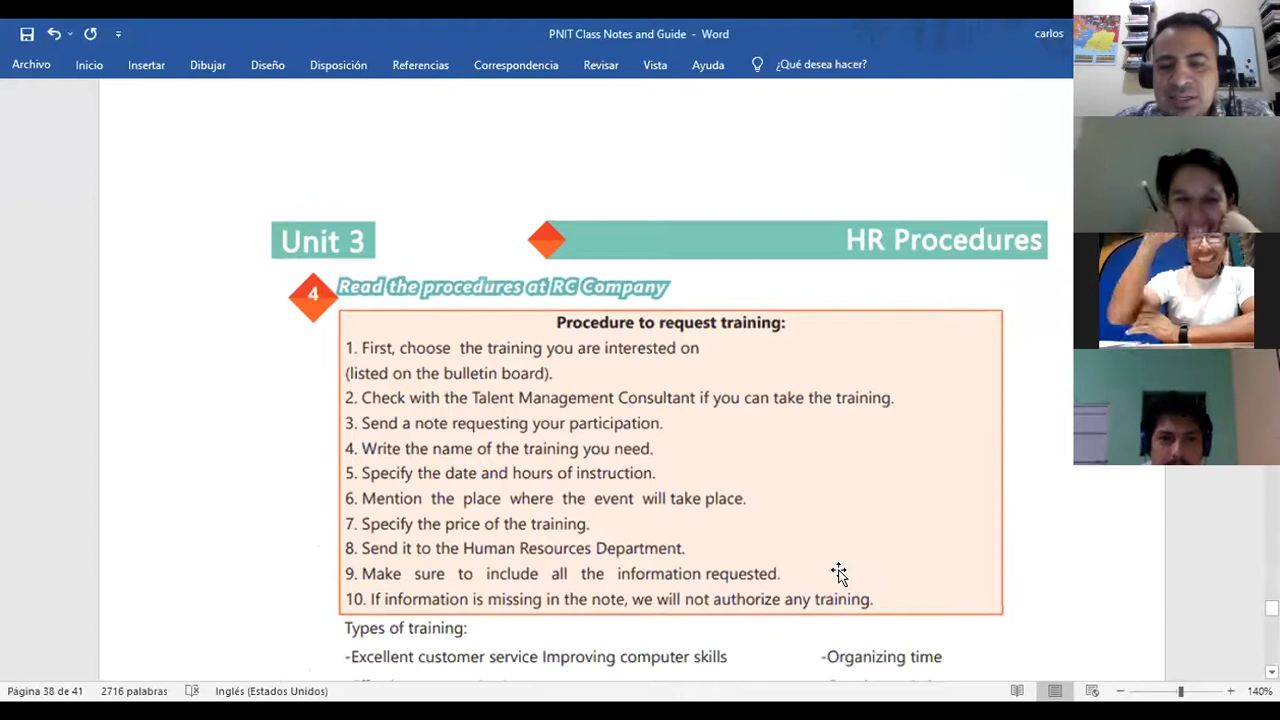 PNIT Class Notes and Guide - Word
carlos
Archivo Inicio Insertar Dibujar Diseño Disposición Referencias Correspondencia Revisar Vista Ayuda ¿Qué desea hacer?
Unit 3
HR Procedures
4 Read the procedures at RC Company
Procedure to request training:
1. First, choose the training you are interested on
(listed on the bulletin board).
2. Check with the Talent Management Consultant if you can take the training.
3. Send a note requesting your participation.
4. Write the name of the training you need.
5. Specify the date and hours of instruction.
6. Mention the place where the event will take place.
7. Specify the price of the training.
8. Send it to the Human Resources Department.
9. Make sure to include all the information requested.
10. If information is missing in the note, we will not authorize any training.
Types of training:
-Excellent customer service Improving computer skills -Organizing time
Página 38 de 41 2716 palabras Inglés (Estados Unidos) 140%